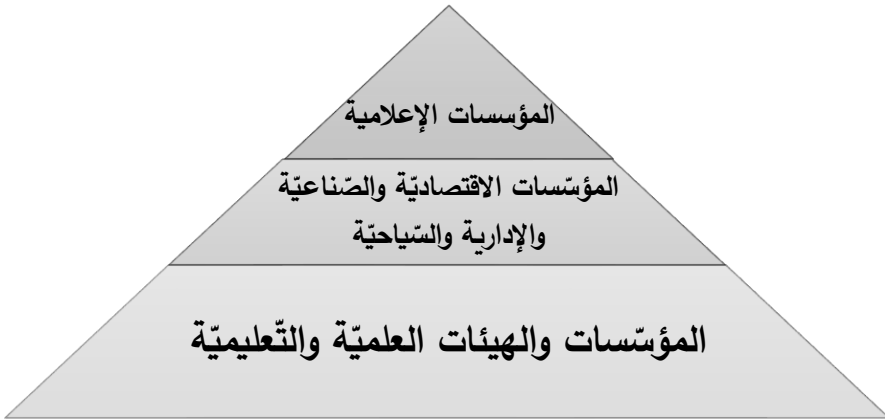 المؤسسات الإعلامية
المؤسّسات الاقتصاديّة والصّناعيّة
والإدارية والسّياحيّة
المؤسّسات والهيئات العلميّة والتّعليميّة